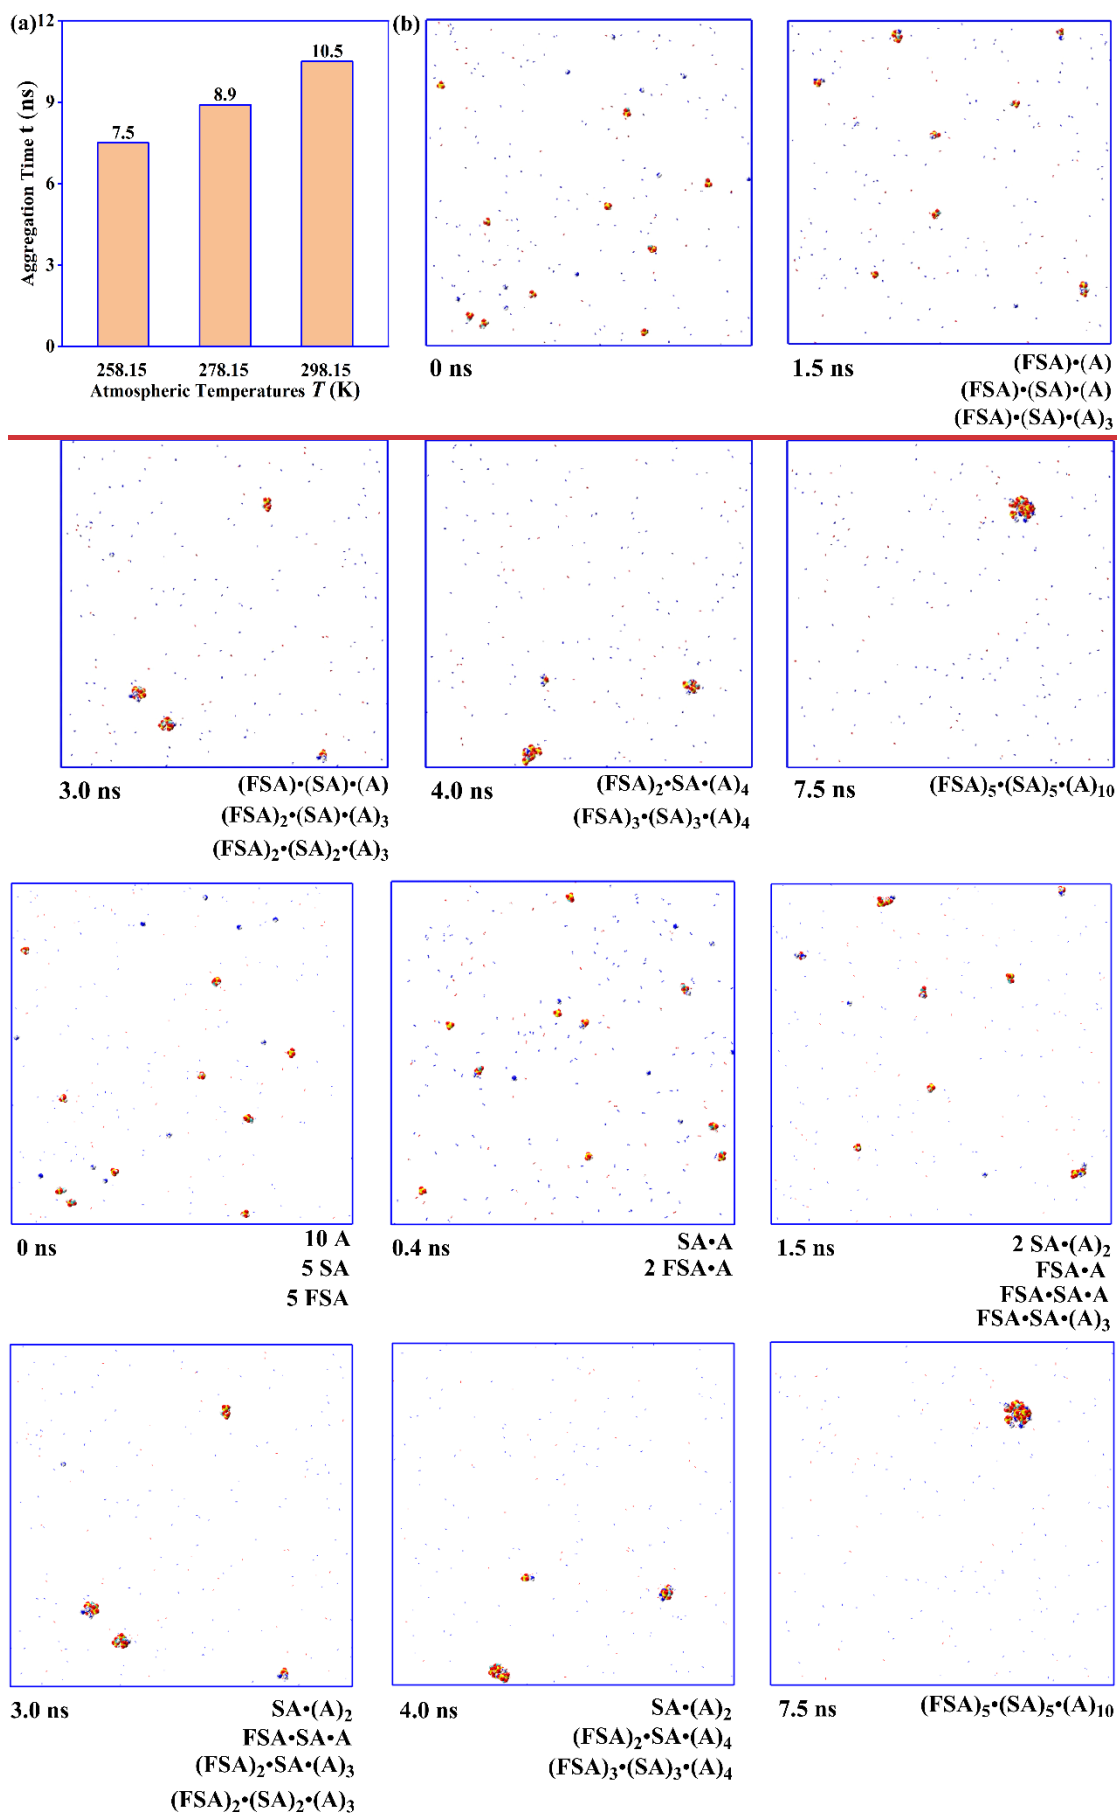 (a)
12
9
6
3
0
Aggregation Time t (ns)
7.5
8.9
10.5
258.15 278.15 298.15
Atmospheric Temperatures T (K)
(b)
0 ns
1.5 ns
(FSA)•(A)
(FSA)•(SA)•(A)
(FSA)•(SA)•(A)₃
3.0 ns
(FSA)•(SA)•(A)
(FSA)₂•(SA)•(A)₃
(FSA)₂•(SA)₂•(A)₃
4.0 ns
(FSA)₂•SA•(A)₄
(FSA)₃•(SA)₃•(A)₄
7.5 ns
(FSA)₅•(SA)₅•(A)₁₀
0 ns
10 A
5 SA
5 FSA
0.4 ns
SA•A
2 FSA•A
1.5 ns
2 SA•(A)₂
FSA•A
FSA•SA•A
FSA•SA•(A)₃
3.0 ns
SA•(A)₂
FSA•SA•A
(FSA)₂•SA•(A)₃
(FSA)₂•(SA)₂•(A)₃
4.0 ns
SA•(A)₂
(FSA)₂•SA•(A)₄
(FSA)₃•(SA)₃•(A)₄
7.5 ns
(FSA)₅•(SA)₅•(A)₁₀